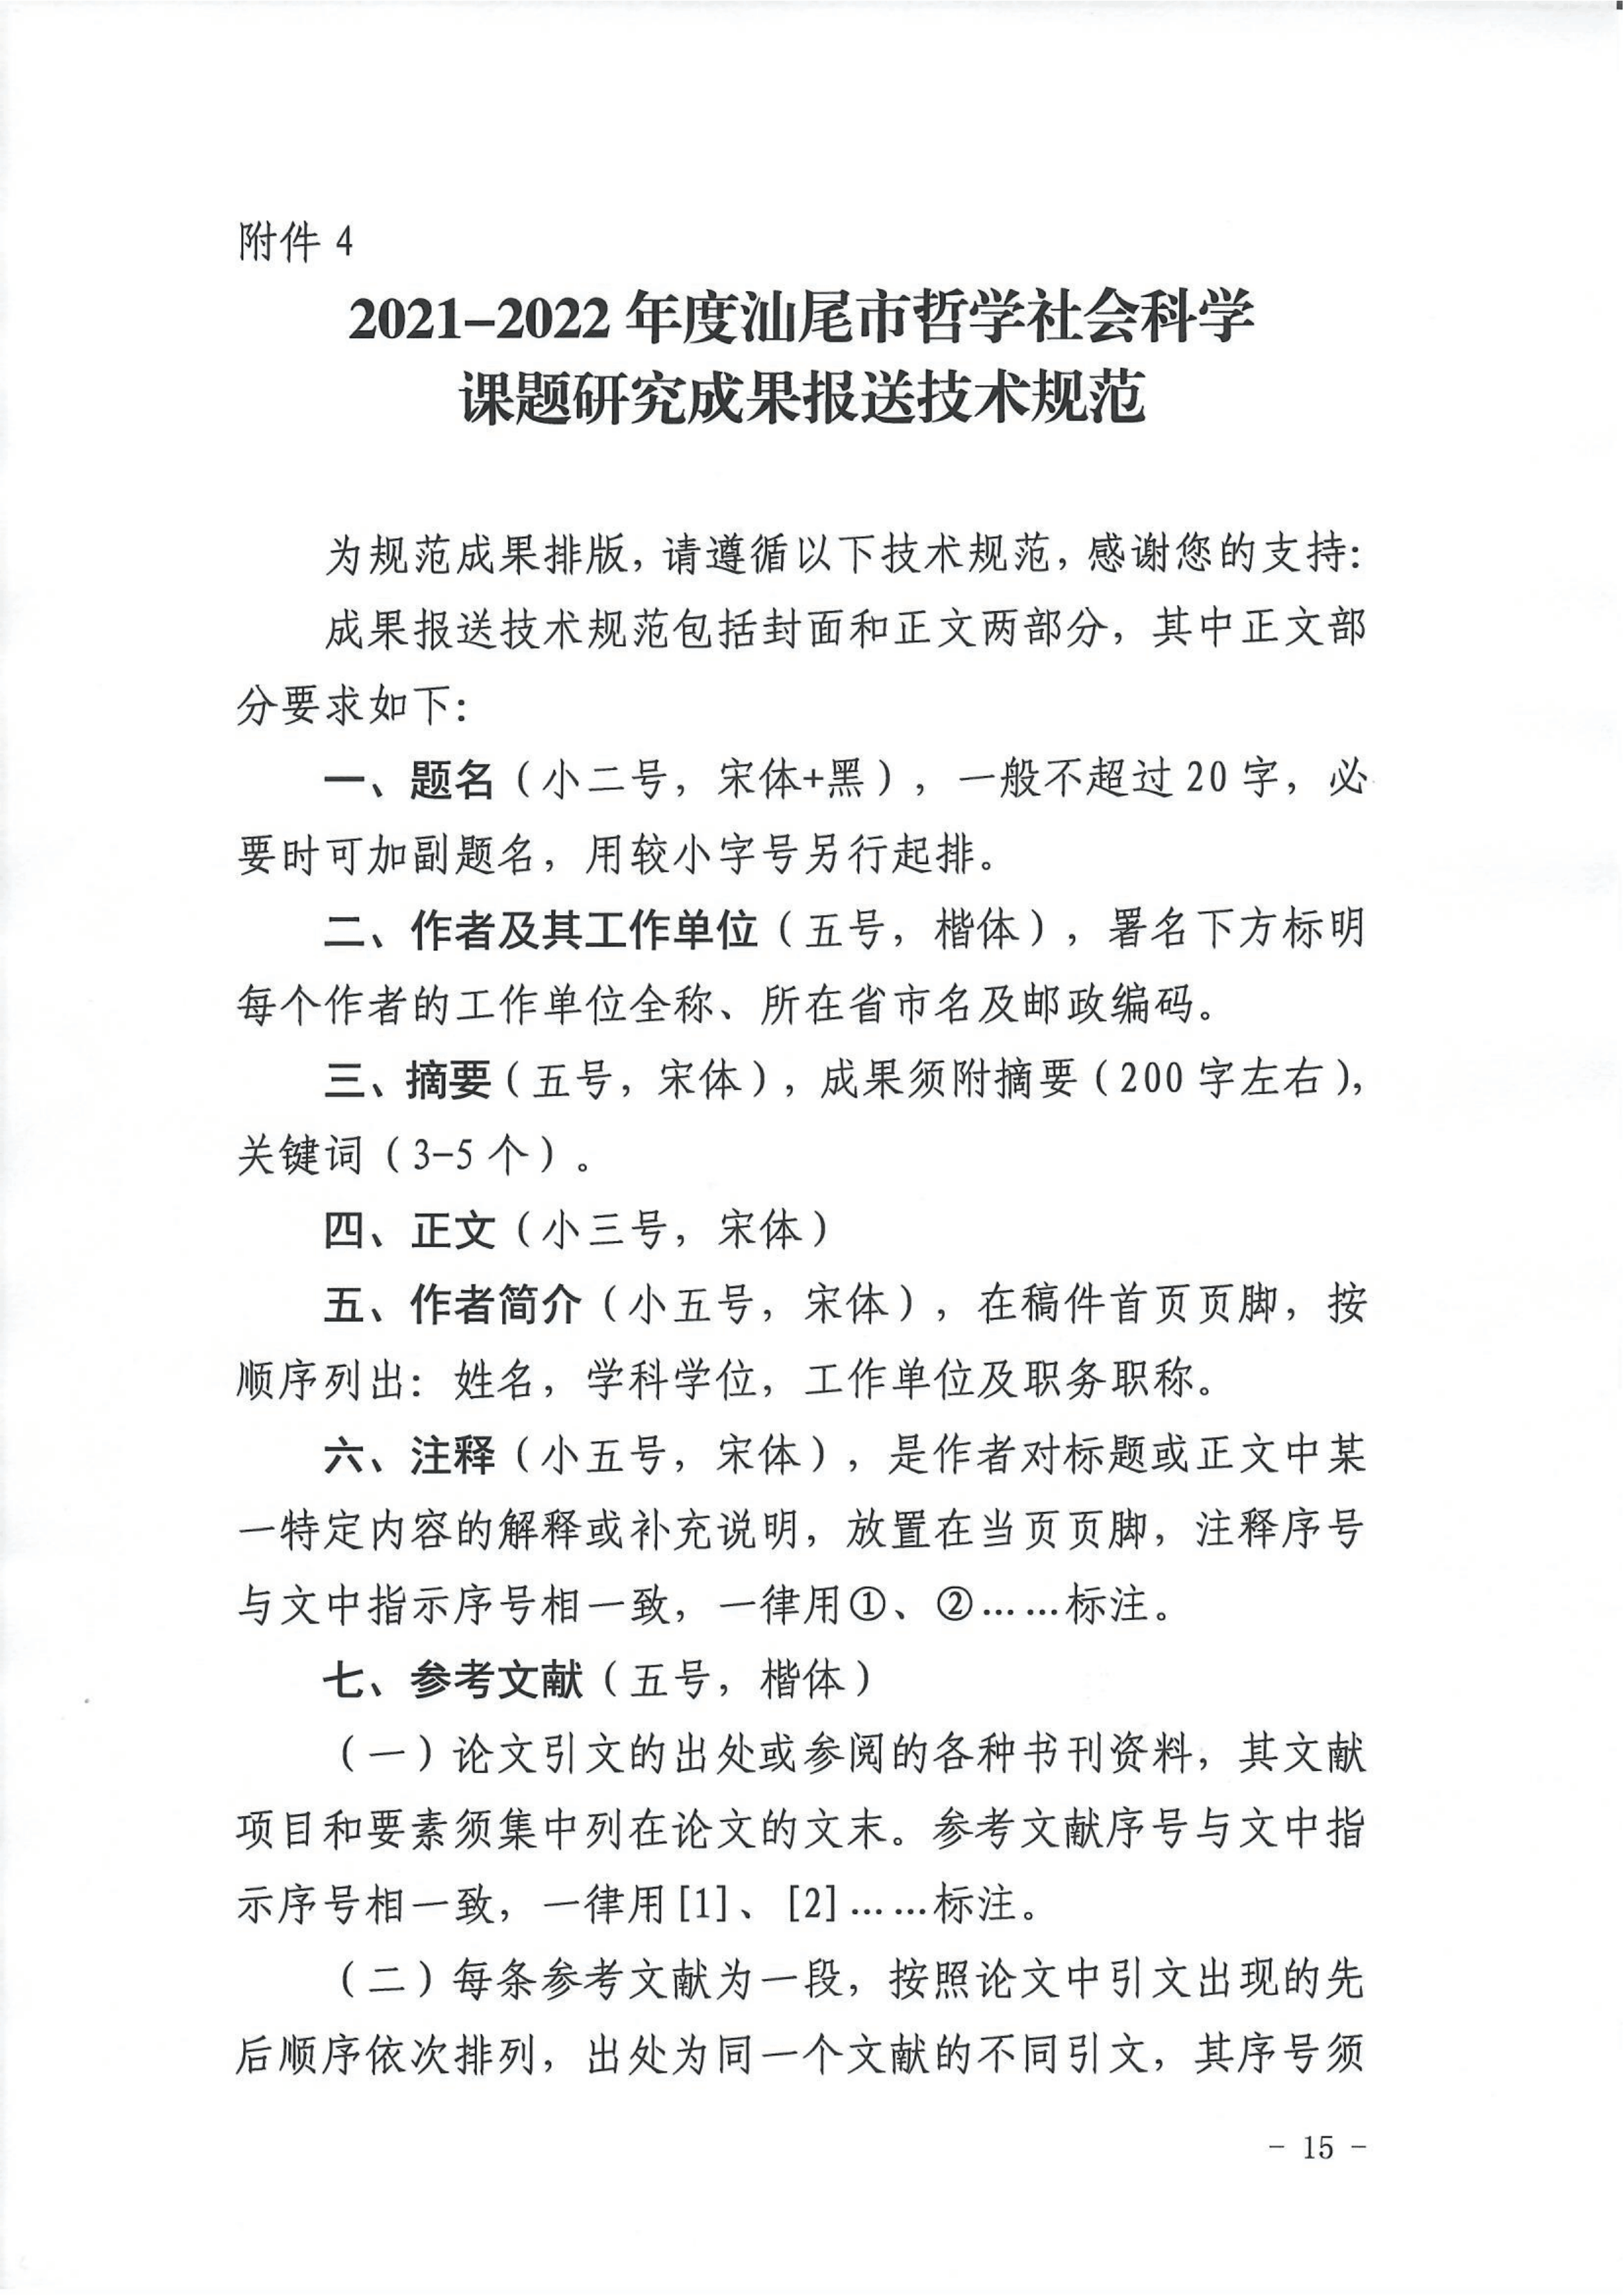 附件 4
2021-2022 年度汕尾市哲学社会科学
课题研究成果报送技术规范
为规范成果排版,请遵循以下技术规范,感谢您的支持:
成果报送技术规范包括封面和正文两部分，其中正文部
分要求如下:
一、题名（小二号，宋体+黑），一般不超过 20 字，必
要时可加副题名，用较小字号另行起排。
二、作者及其工作单位（五号，楷体），署名下方标明
每个作者的工作单位全称、所在省市名及邮政编码。
三、摘要（五号，宋体），成果须附摘要（200 字左右），
关键词（3-5 个）。
四、正文（小三号，宋体）
五、作者简介（小五号，宋体），在稿件首页页脚，按
顺序列出: 姓名，学科学位，工作单位及职务职称。
六、注释（小五号，宋体），是作者对标题或正文中某
一特定内容的解释或补充说明，放置在当页页脚，注释序号
与文中指示序号相一致，一律用①、②……标注。
七、参考文献（五号，楷体）
（一）论文引文的出处或参阅的各种书刊资料，其文献
项目和要素须集中列在论文的文末。参考文献序号与文中指
示序号相一致，一律用[1]、[2]……标注。
（二）每条参考文献为一段，按照论文中引文出现的先
后顺序依次排列，出处为同一个文献的不同引文，其序号须
- 15 -